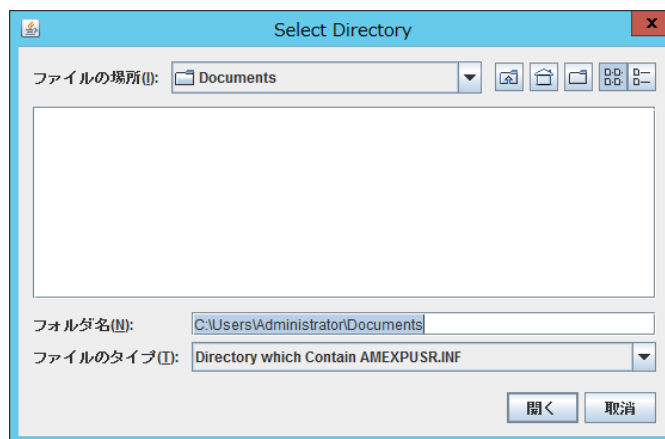 Select Directory
x
ファイルの場所(I): Documents
フォルダ名(N): C:\Users\Administrator\Documents
ファイルのタイプ(T): Directory which Contain AMEXPUSR.INF
開く 取消